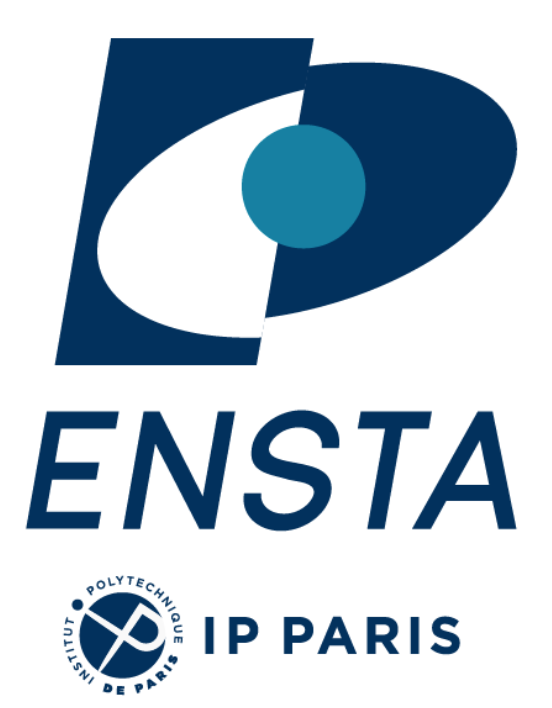 ENSTA
INSTITUT POLYTECHNIQUE DE PARIS
IP PARIS